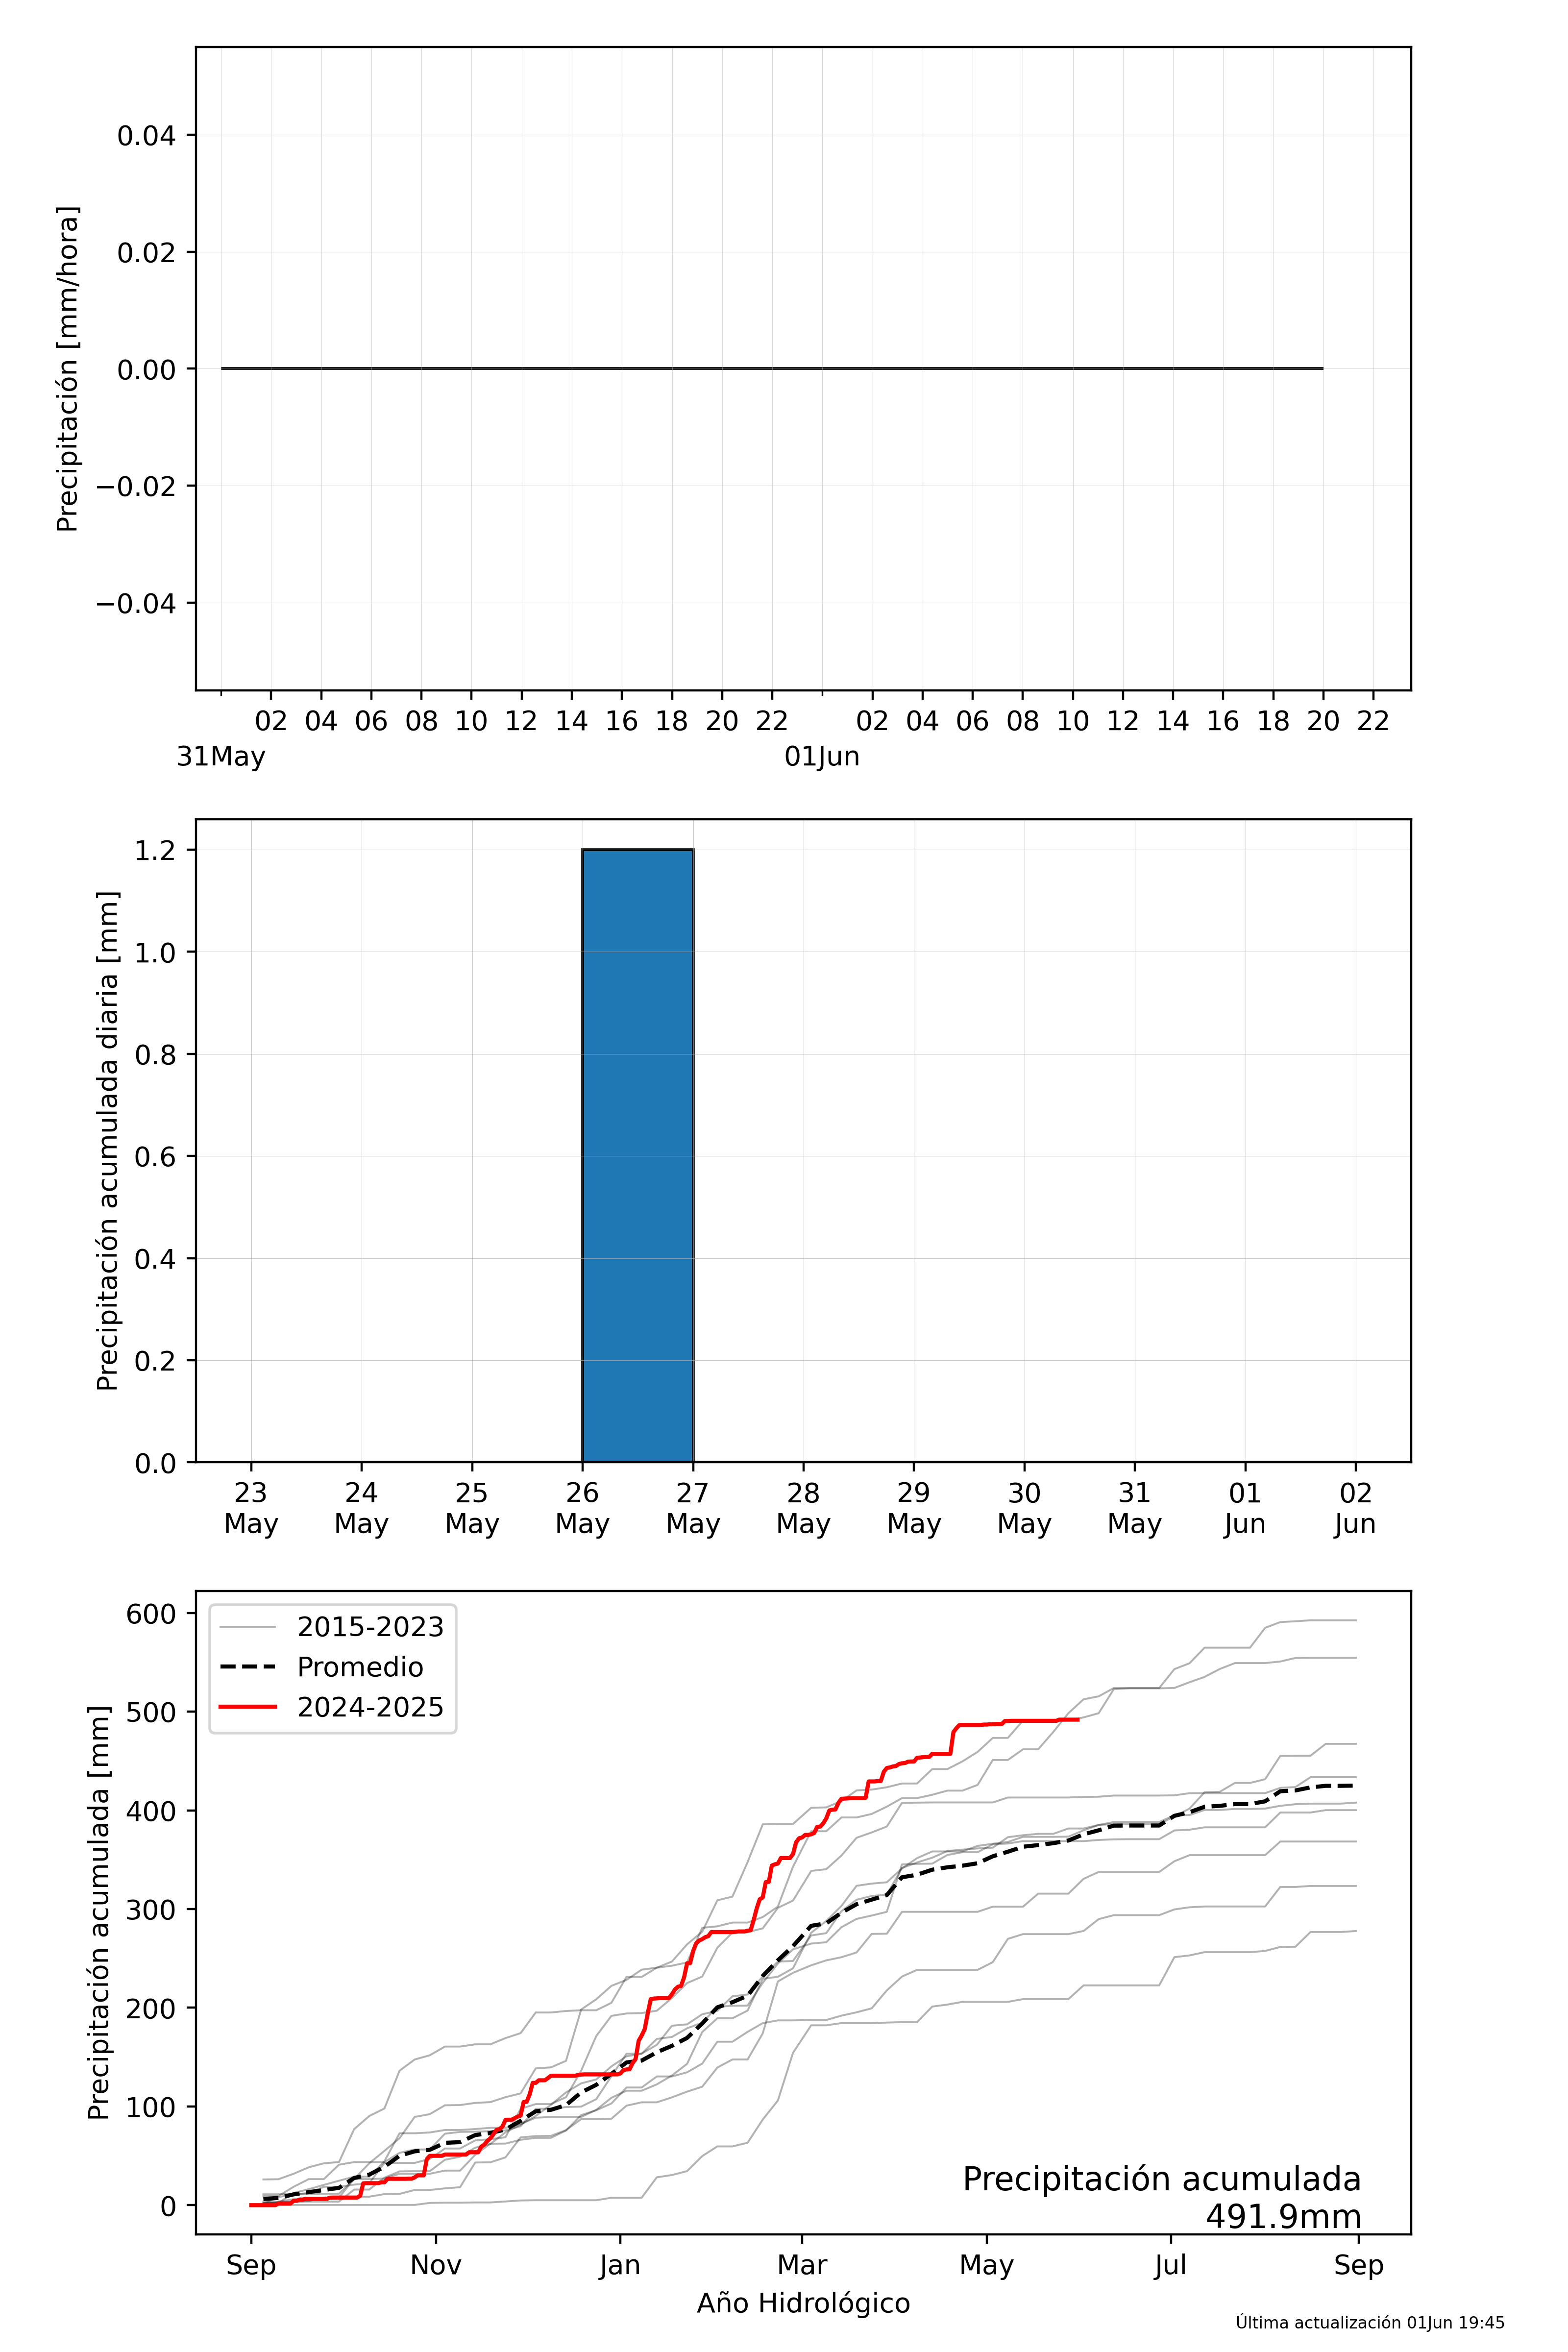 Precipitación [mm/hora]
0.04
0.02
0.00
−0.02
−0.04
02 04 06 08 10 12 14 16 18 20 22 02 04 06 08 10 12 14 16 18 20 22
31May 01Jun
Precipitación acumulada diaria [mm]
1.2
1.0
0.8
0.6
0.4
0.2
0.0
23 24 25 26 27 28 29 30 31 01 02
May May May May May May May May May Jun Jun
Precipitación acumulada [mm]
600
500
400
300
200
100
0
2015-2023
Promedio
2024-2025
Precipitación acumulada
491.9mm
Sep Nov Jan Mar May Jul Sep
Año Hidrológico
Última actualización 01Jun 19:45